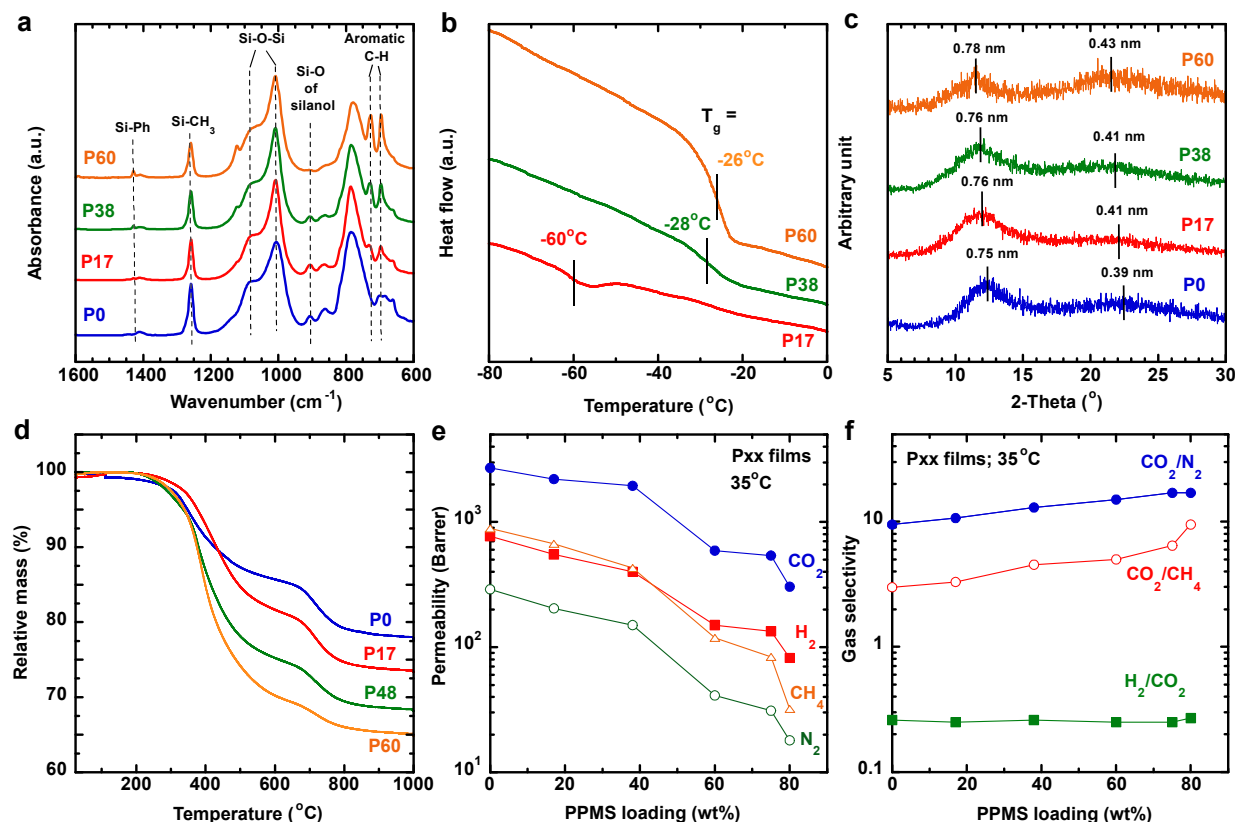 a
Si-O-Si
Aromatic
C-H
Si-O
of
silanol
Si-Ph
Si-CH3
P60
P38
P17
P0
Absorbance (a.u.)
1600 1400 1200 1000 800 600
Wavenumber (cm-1)
b
Tg =
-26°C
-28°C
-60°C
P60
P38
P17
Heat flow (a.u.)
-80 -60 -40 -20 0
Temperature (°C)
c
0.78 nm 0.43 nm
P60
0.76 nm 0.41 nm
P38
0.76 nm 0.41 nm
P17
0.75 nm 0.39 nm
P0
Arbitrary unit
5 10 15 20 25 30
2-Theta (°)
d
100
90
80
70
60
P0
P17
P48
P60
Relative mass (%)
200 400 600 800 1000
Temperature (°C)
e
Pxx films
35°C
10³
10²
10¹
CO2
H2
CH4
N2
Permeability (Barrer)
0 20 40 60 80
PPMS loading (wt%)
f
Pxx films; 35°C
CO2/N2
CO2/CH4
H2/CO2
10
1
0.1
Gas selectivity
0 20 40 60 80
PPMS loading (wt%)